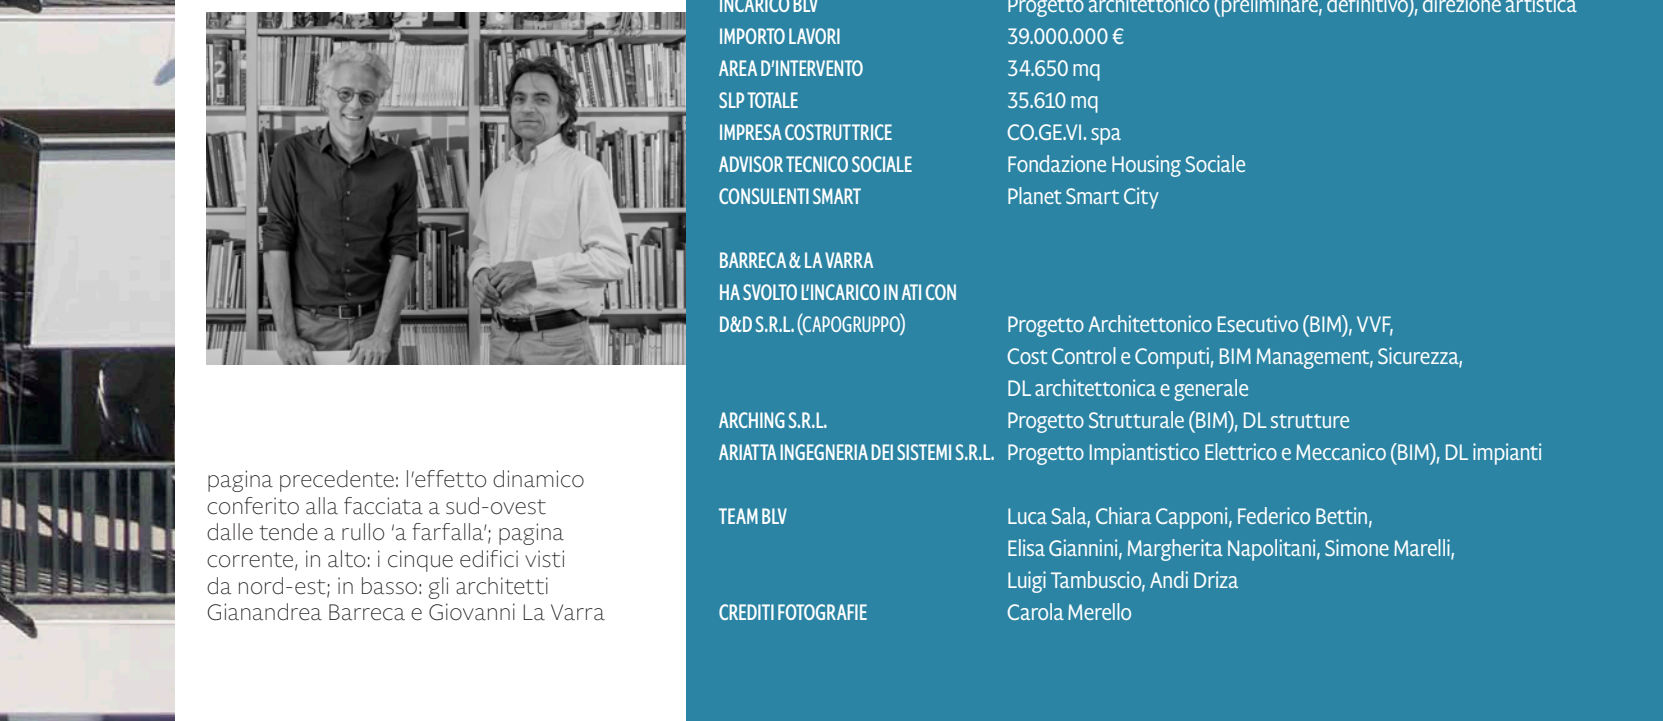 INCARICO BLV Progetto architettonico (preliminare, definitivo), direzione artistica
IMPORTO LAVORI 39.000.000 €
AREA D'INTERVENTO 34.650 mq
SLP TOTALE 35.610 mq
IMPRESA COSTRUTTRICE CO.GE.VI. spa
ADVISOR TECNICO SOCIALE Fondazione Housing Sociale
CONSULENTI SMART Planet Smart City
BARRECA & LA VARRA
HA SVOLTO L'INCARICO IN ATI CON
D&D S.R.L. (CAPOGRUPPO) Progetto Architettonico Esecutivo (BIM), VVF,
Cost Control e Computi, BIM Management, Sicurezza,
DL architettonica e generale
ARCHING S.R.L. Progetto Strutturale (BIM), DL strutture
ARIATTA INGEGNERIA DEI SISTEMI S.R.L. Progetto Impiantistico Elettrico e Meccanico (BIM), DL impianti
TEAM BLV Luca Sala, Chiara Capponi, Federico Bettin,
Elisa Giannini, Margherita Napolitani, Simone Marelli,
Luigi Tambuscio, Andi Driza
CREDITI FOTOGRAFIE Carola Merello
pagina precedente: l'effetto dinamico
conferito alla facciata a sud-ovest
dalle tende a rullo 'a farfalla'; pagina
corrente, in alto: i cinque edifici visti
da nord-est; in basso: gli architetti
Gianandrea Barreca e Giovanni La Varra